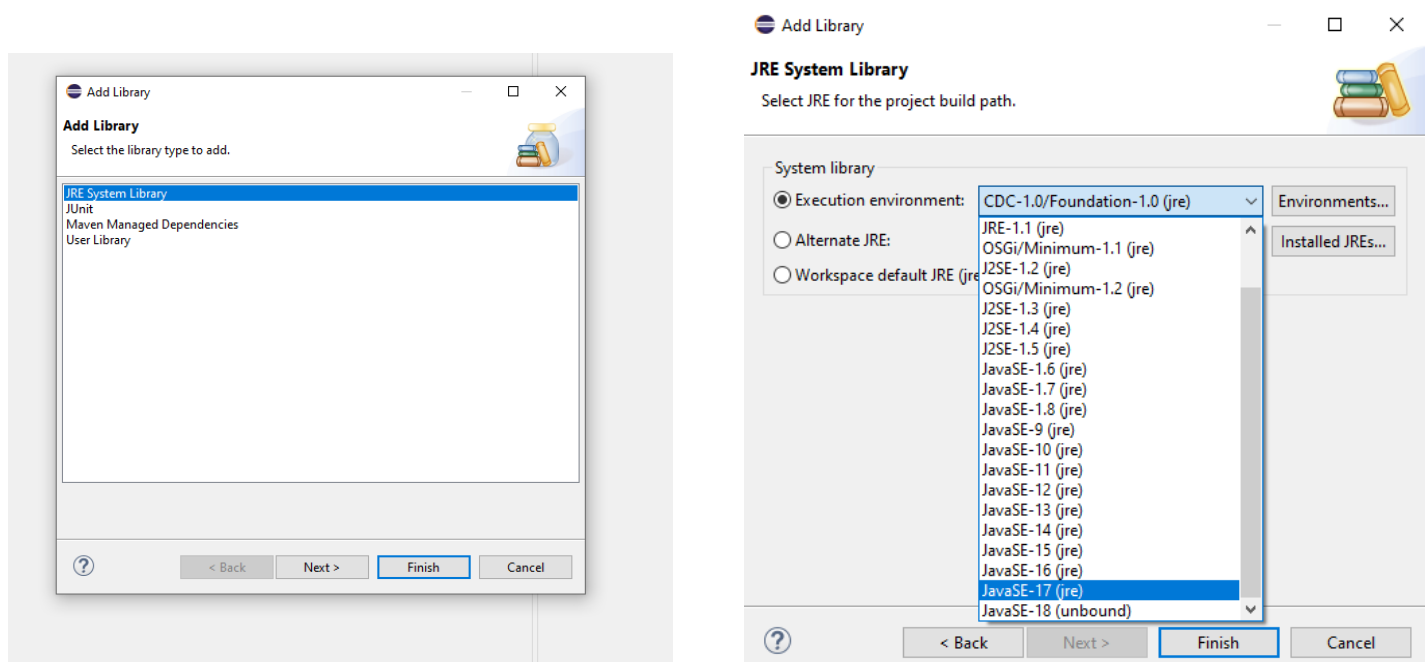 Add Library
Add Library
Select the library type to add.
JRE System Library
JUnit
Maven Managed Dependencies
User Library
< Back Next > Finish Cancel
Add Library
JRE System Library
Select JRE for the project build path.
System library
Execution environment: CDC-1.0/Foundation-1.0 (jre) Environments...
Alternate JRE: Installed JREs...
Workspace default JRE (jre
JRE-1.1 (jre)
OSGi/Minimum-1.1 (jre)
J2SE-1.2 (jre)
OSGi/Minimum-1.2 (jre)
J2SE-1.3 (jre)
J2SE-1.4 (jre)
J2SE-1.5 (jre)
JavaSE-1.6 (jre)
JavaSE-1.7 (jre)
JavaSE-1.8 (jre)
JavaSE-9 (jre)
JavaSE-10 (jre)
JavaSE-11 (jre)
JavaSE-12 (jre)
JavaSE-13 (jre)
JavaSE-14 (jre)
JavaSE-15 (jre)
JavaSE-16 (jre)
JavaSE-17 (jre)
JavaSE-18 (unbound)
< Back Next > Finish Cancel